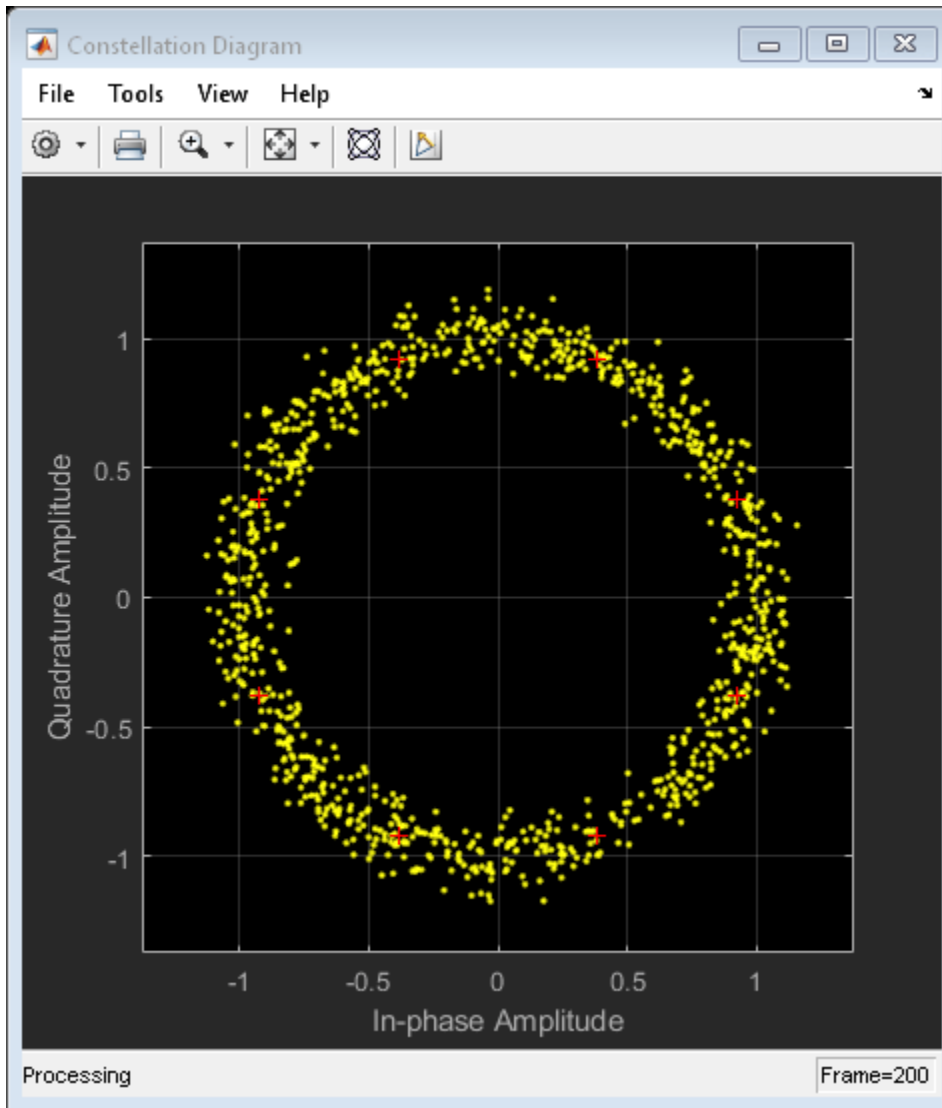 Constellation Diagram
File Tools View Help
1
0.5
0
-0.5
-1
Quadrature Amplitude
-1 -0.5 0 0.5 1
In-phase Amplitude
Processing Frame=200